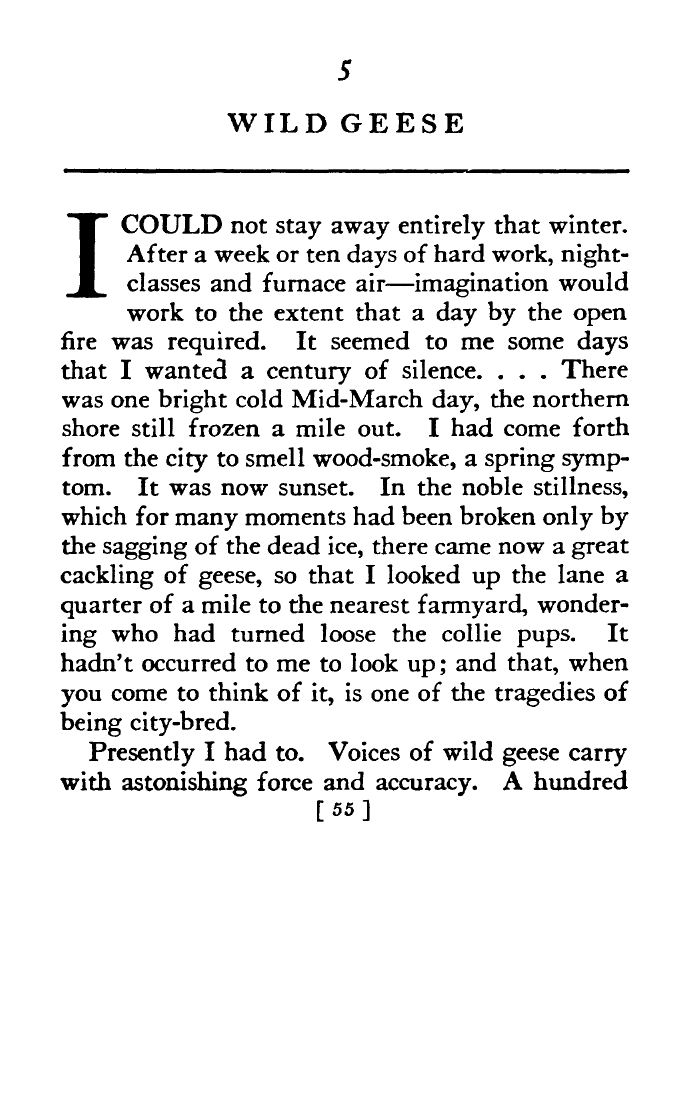 5
WILD GEESE
I COULD not stay away entirely that winter.
After a week or ten days of hard work, night-
classes and furnace air—imagination would
work to the extent that a day by the open
fire was required. It seemed to me some days
that I wanted a century of silence. . . . There
was one bright cold Mid-March day, the northern
shore still frozen a mile out. I had come forth
from the city to smell wood-smoke, a spring symp-
tom. It was now sunset. In the noble stillness,
which for many moments had been broken only by
the sagging of the dead ice, there came now a great
cackling of geese, so that I looked up the lane a
quarter of a mile to the nearest farmyard, wonder-
ing who had turned loose the collie pups. It
hadn't occurred to me to look up; and that, when
you come to think of it, is one of the tragedies of
being city-bred.
Presently I had to. Voices of wild geese carry
with astonishing force and accuracy. A hundred
[ 55 ]